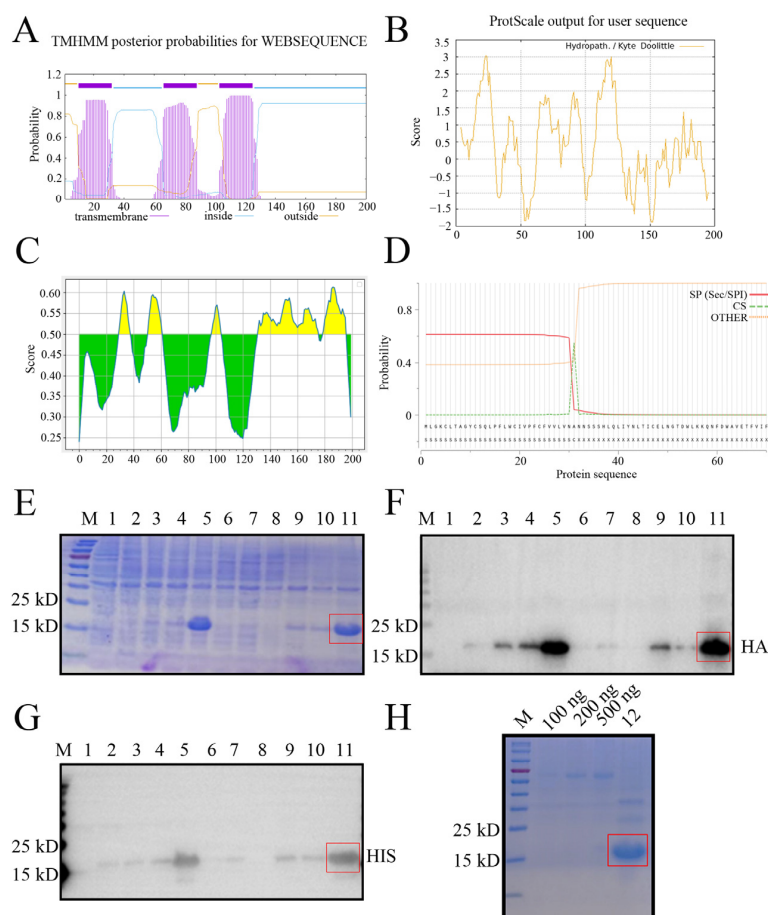 A
TMHMM posterior probabilities for WEBSEQUENCE
Probability
1.2
1
0.8
0.6
0.4
0.2
0
20 40 60 80 100 120 140 160 180 200
transmembrane inside outside
B
ProtScale output for user sequence
Hydropath. / Kyte Doolittle
Score
3.5
3
2.5
2
1.5
1
0.5
0
−0.5
−1
−1.5
−2
0 50 100 150 200
C
Score
0.60
0.55
0.50
0.45
0.40
0.35
0.30
0.25
0 20 40 60 80 100 120 140 160 180 200
D
SP (Sec/SPI)
CS
OTHER
Probability
0.8
0.4
0
0 10 20 30 40 50 60
Protein sequence
E
M 1 2 3 4 5 6 7 8 9 10 11
25 kD
15 kD
F
M 1 2 3 4 5 6 7 8 9 10 11
25 kD
15 kD
HA
G
M 1 2 3 4 5 6 7 8 9 10 11
25 kD
15 kD
HIS
H
M 100 ng 200 ng 500 ng 12
25 kD
15 kD